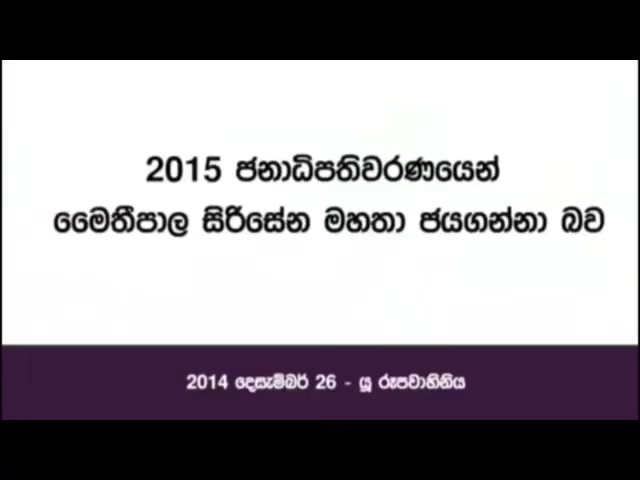 2015 ජනාධිපතිවරණයෙන්
මෛත්‍රීපාල සිරිසේන මහතා ජයගන්නා බව
2014 දෙසැම්බර් 26 - යූ රූපවාහිනිය